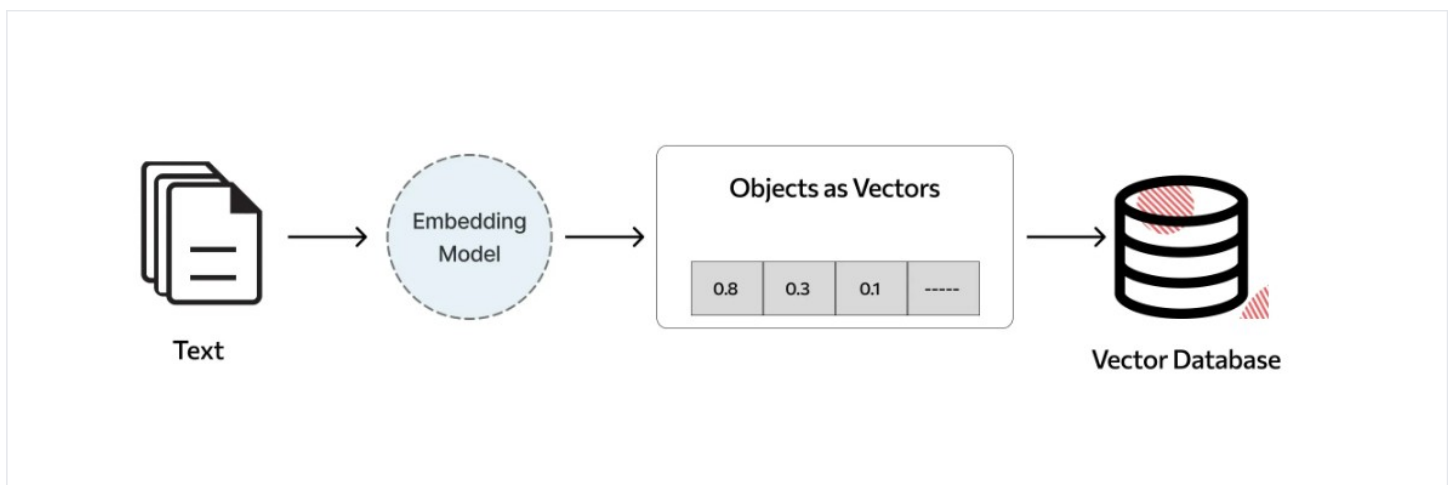 Text
Embedding
Model
Objects as Vectors
0.8 0.3 0.1 -----
Vector Database